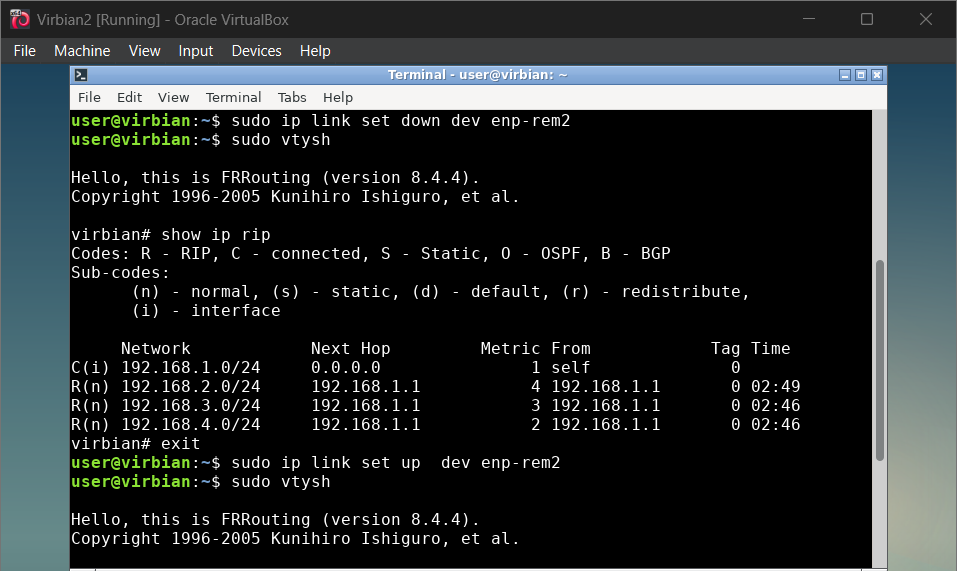 Virbian2 [Running] - Oracle VirtualBox
File Machine View Input Devices Help
Terminal - user@virbian: ~
File Edit View Terminal Tabs Help
user@virbian:~$ sudo ip link set down dev enp-rem2
user@virbian:~$ sudo vtysh
Hello, this is FRRouting (version 8.4.4).
Copyright 1996-2005 Kunihiro Ishiguro, et al.
virbian# show ip rip
Codes: R - RIP, C - connected, S - Static, O - OSPF, B - BGP
Sub-codes:
      (n) - normal, (s) - static, (d) - default, (r) - redistribute,
      (i) - interface
     Network            Next Hop         Metric From            Tag Time
C(i) 192.168.1.0/24     0.0.0.0               1 self              0
R(n) 192.168.2.0/24     192.168.1.1           4 192.168.1.1       0 02:49
R(n) 192.168.3.0/24     192.168.1.1           3 192.168.1.1       0 02:46
R(n) 192.168.4.0/24     192.168.1.1           2 192.168.1.1       0 02:46
virbian# exit
user@virbian:~$ sudo ip link set up  dev enp-rem2
user@virbian:~$ sudo vtysh
Hello, this is FRRouting (version 8.4.4).
Copyright 1996-2005 Kunihiro Ishiguro, et al.